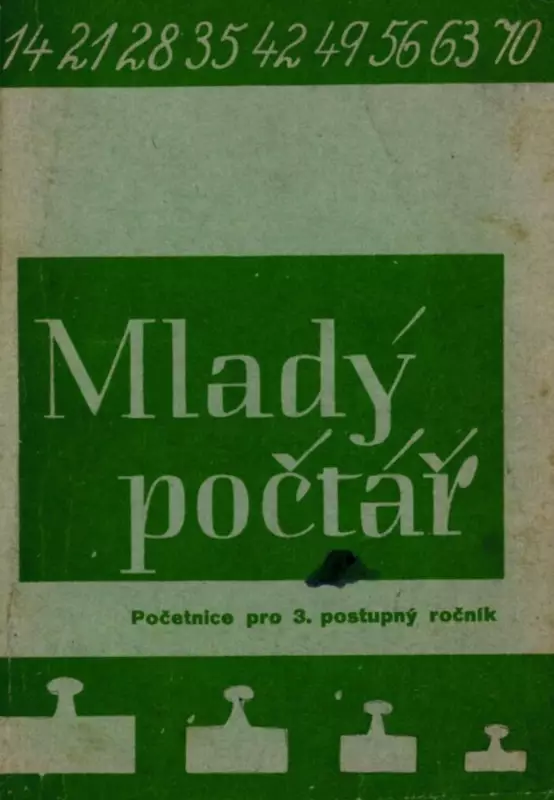 14 21 28 35 42 49 56 63 70
Mladý
počtář
Početnice pro 3. postupný ročník